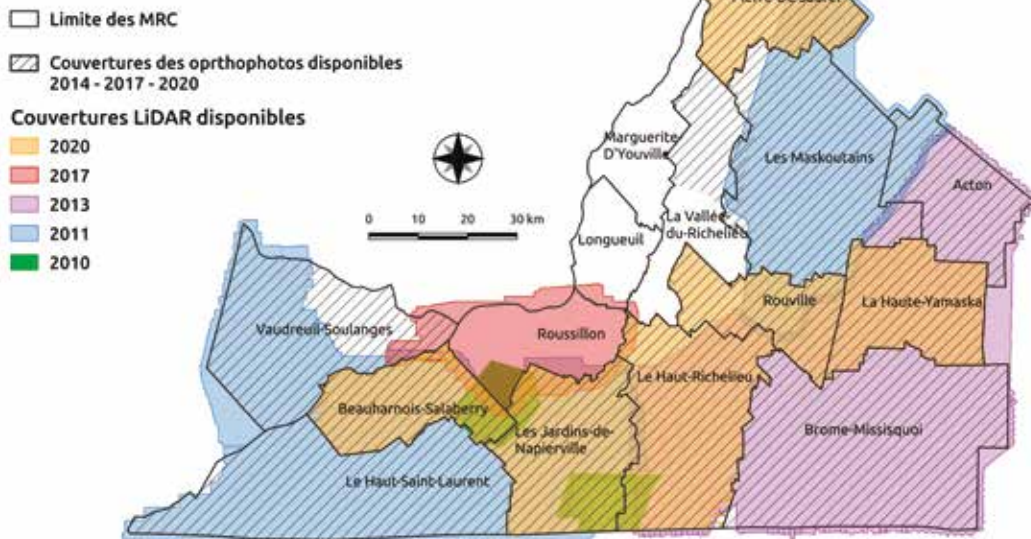 Limite des MRC
Couvertures des oprthophotos disponibles
2014 - 2017 - 2020
Couvertures LiDAR disponibles
2020
2017
2013
2011
2010
0 10 20 30 km
Marguerite-
D'Youville
Les Maskoutains
Acton
La Vallée-
du-Richelieu
Longueuil
Rouville
La Haute-Yamaska
Vaudreuil-Soulanges
Roussillon
Le Haut-Richelieu
Beauharnois-Salaberry
Les Jardins-de-
Napierville
Brome-Missisquoi
Le Haut-Saint-Laurent